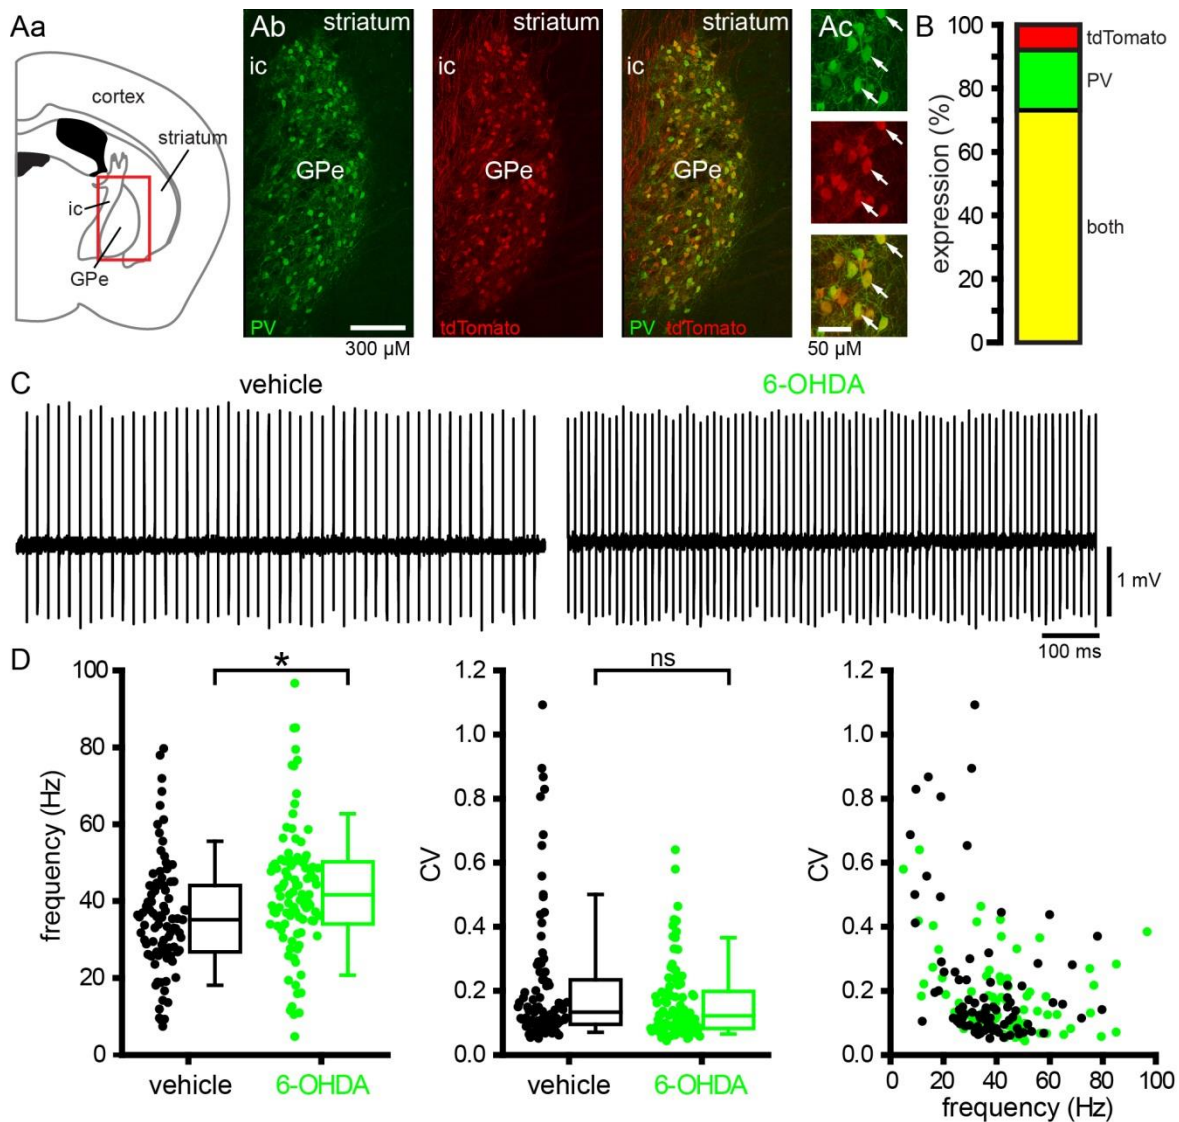 Aa
cortex
striatum
ic
GPe
Ab
striatum
ic
GPe
PV
300 µM
striatum
ic
GPe
tdTomato
striatum
ic
GPe
PV tdTomato
Ac
50 µM
B
expression (%)
100
80
60
40
20
0
tdTomato
PV
both
C
vehicle
6-OHDA
1 mV
100 ms
D
frequency (Hz)
100
80
60
40
20
0
*
vehicle
6-OHDA
CV
1.2
1.0
0.8
0.6
0.4
0.2
0.0
ns
vehicle
6-OHDA
CV
1.2
1.0
0.8
0.6
0.4
0.2
0.0
0 20 40 60 80 100
frequency (Hz)